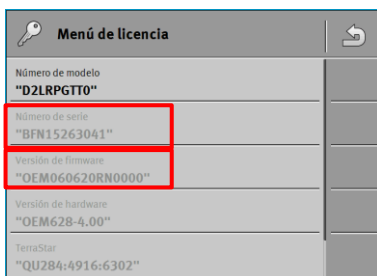 Menú de licencia
Número de modelo
"D2LRPGTT0"
Número de serie
"BFN15263041"
Versión de firmware
"OEM060620RN0000"
Versión de hardware
"OEM628-4.00"
TerraStar
"QU284:4916:6302"